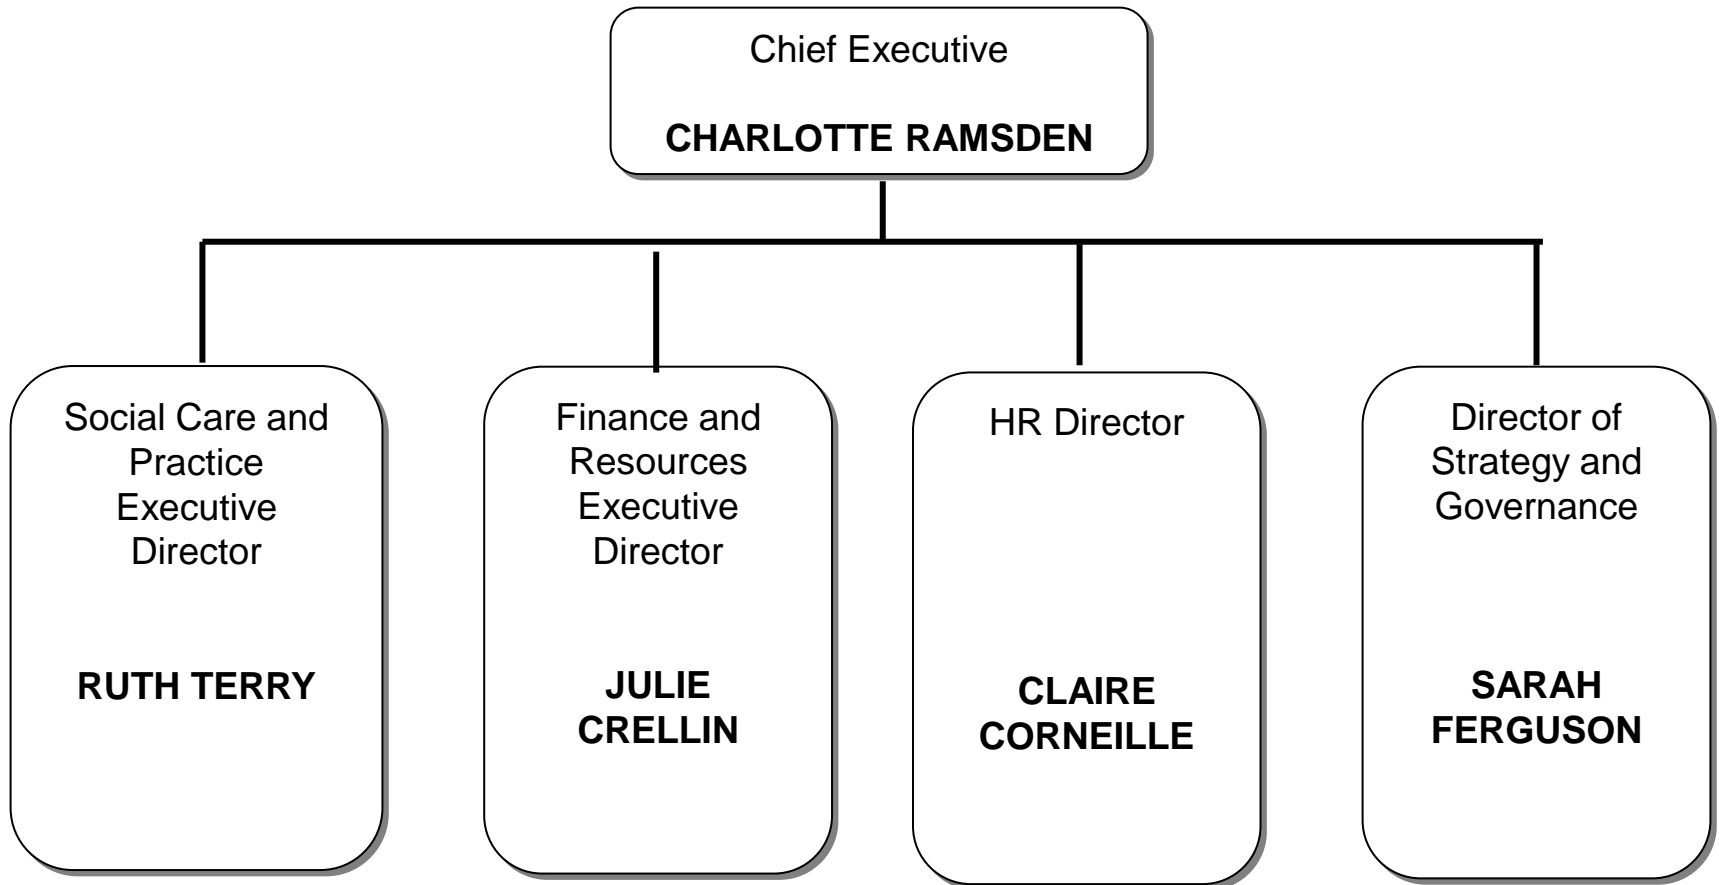 Chief Executive
CHARLOTTE RAMSDEN
Social Care and
Practice
Executive
Director
RUTH TERRY
Finance and
Resources
Executive
Director
JULIE
CRELLIN
HR Director
CLAIRE
CORNEILLE
Director of
Strategy and
Governance
SARAH
FERGUSON